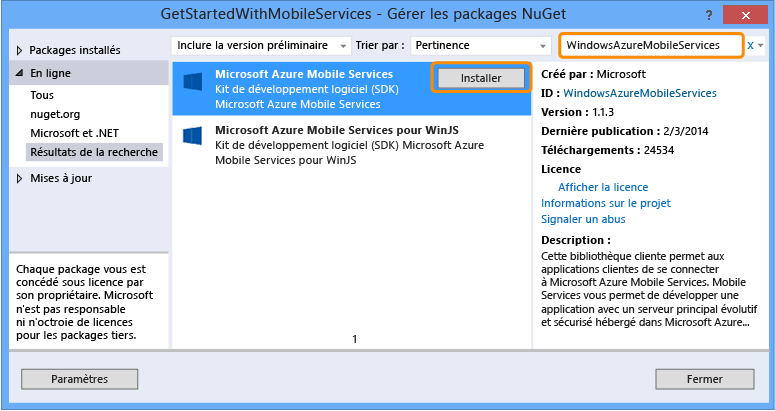 GetStartedWithMobileServices - Gérer les packages NuGet
? x
Packages installés
En ligne
Tous
nuget.org
Microsoft et .NET
Résultats de la recherche
Mises à jour
Chaque package vous est
concédé sous licence par
son propriétaire. Microsoft
n'est pas responsable
ni n'octroie de licences
pour les packages tiers.
Inclure la version préliminaire
Trier par : Pertinence
WindowsAzureMobileServices x
Microsoft Azure Mobile Services
Kit de développement logiciel (SDK)
Microsoft Azure Mobile Services
Installer
Microsoft Azure Mobile Services pour WinJS
Kit de développement logiciel (SDK) Microsoft Azure
Mobile Services pour WinJS
1
Créé par : Microsoft
ID : WindowsAzureMobileServices
Version : 1.1.3
Dernière publication : 2/3/2014
Téléchargements : 24534
Licence
Afficher la licence
Informations sur le projet
Signaler un abus
Description :
Cette bibliothèque cliente permet aux
applications clientes de se connecter
à Microsoft Azure Mobile Services. Mobile
Services vous permet de développer une
application avec un serveur principal évolutif
et sécurisé hébergé dans Microsoft Azure...
Paramètres
Fermer